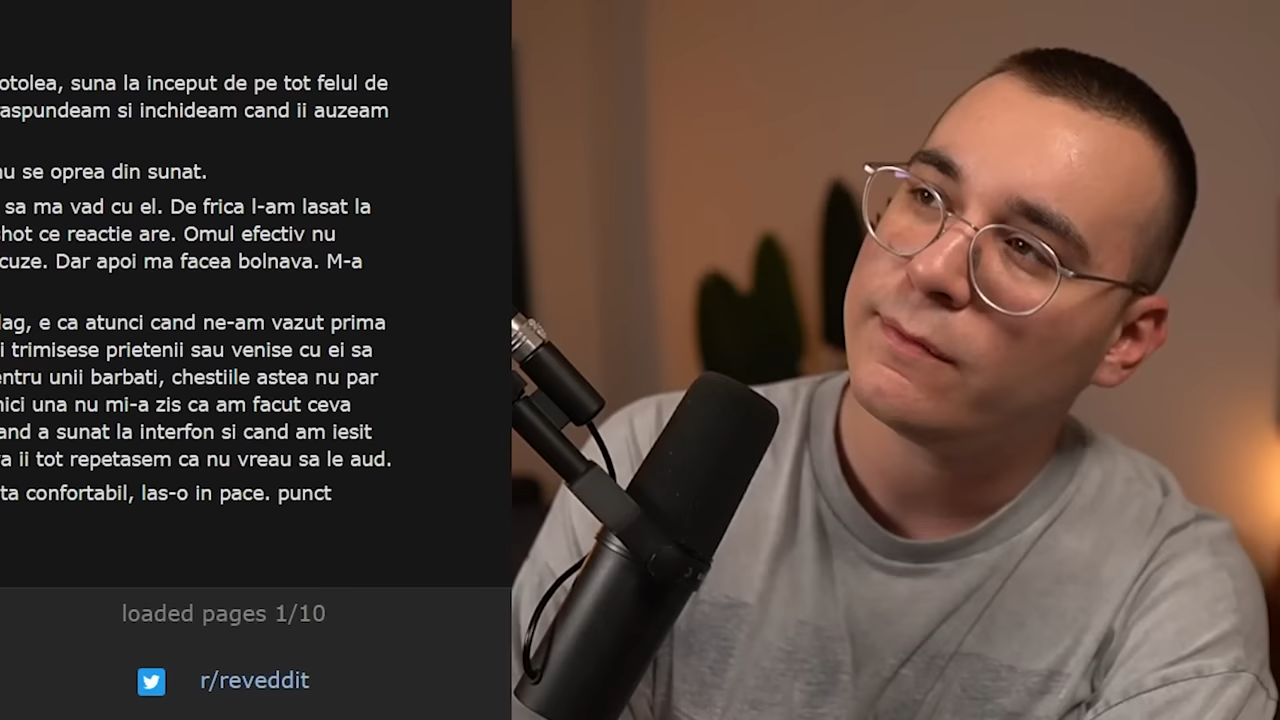 otolea, suna la inceput de pe tot felul de
aspundeam si inchideam cand ii auzeam
nu se oprea din sunat.
sa ma vad cu el. De frica l-am lasat la
shot ce reactie are. Omul efectiv nu
cuze. Dar apoi ma facea bolnava. M-a
lag, e ca atunci cand ne-am vazut prima
i trimisese prietenii sau venise cu ei sa
entru unii barbati, chestiile astea nu par
nici una nu mi-a zis ca am facut ceva
and a sunat la interfon si cand am iesit
a ii tot repetasem ca nu vreau sa le aud.
ta confortabil, las-o in pace. punct
loaded pages 1/10
r/reveddit